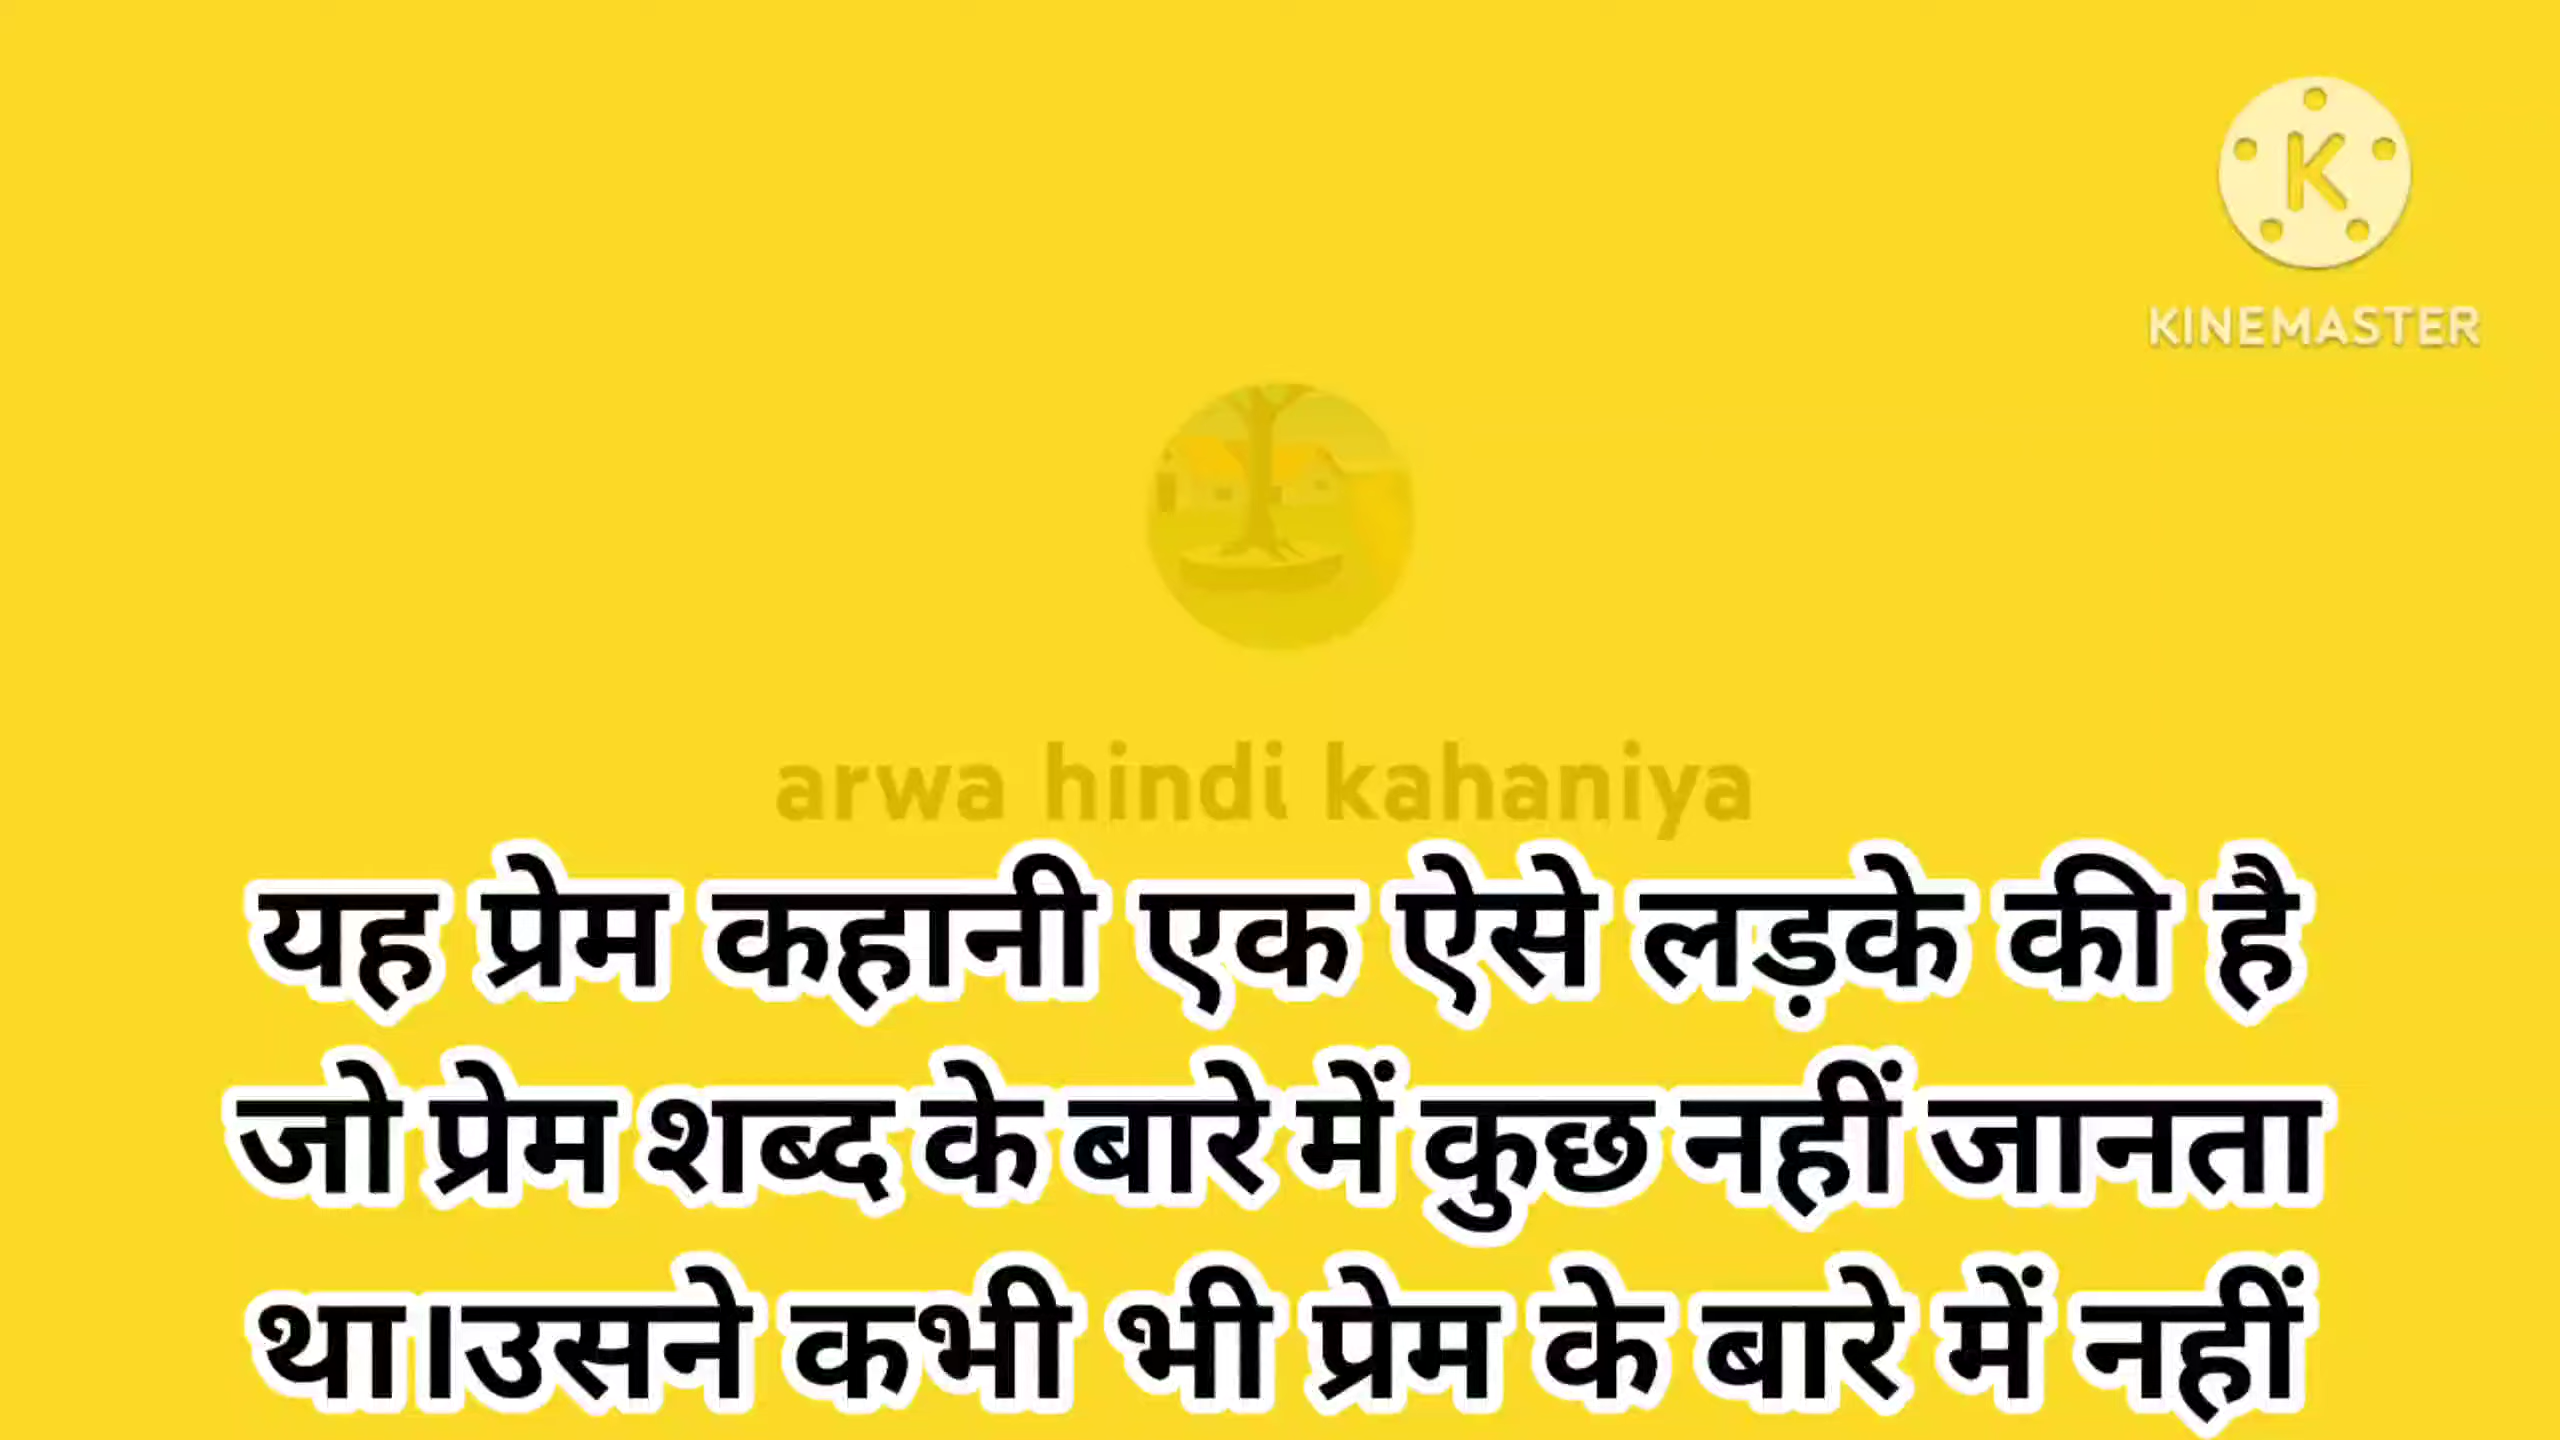 K
KINEMASTER
arwa hindi kahaniya
यह प्रेम कहानी एक ऐसे लड़के की है
जो प्रेम शब्द के बारे में कुछ नहीं जानता
था।उसने कभी भी प्रेम के बारे में नहीं